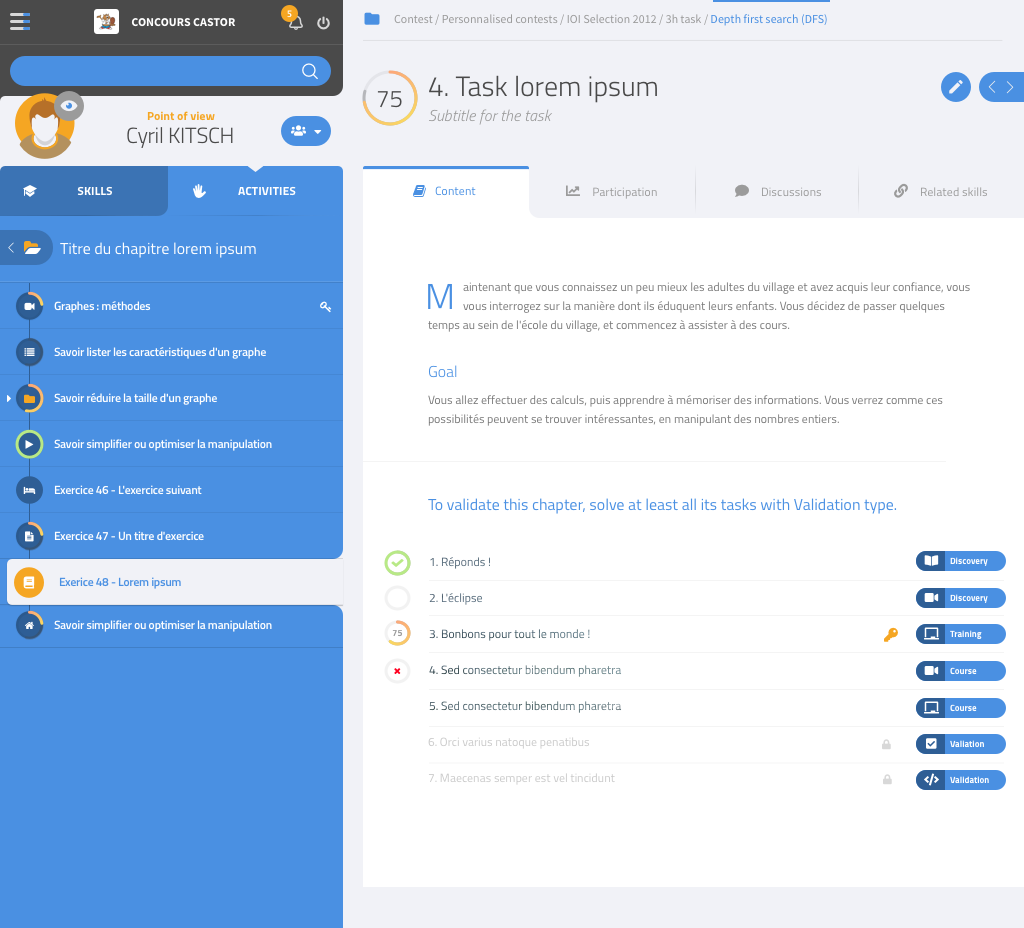 CONCOURS CASTOR
5
Point of view
Cyril KITSCH
SKILLS
ACTIVITIES
Titre du chapitre lorem ipsum
Graphes : méthodes
Savoir lister les caractéristiques d'un graphe
Savoir réduire la taille d'un graphe
Savoir simplifier ou optimiser la manipulation
Exercice 46 - L'exercice suivant
Exercice 47 - Un titre d'exercice
Exerice 48 - Lorem ipsum
Savoir simplifier ou optimiser la manipulation
Contest / Personnalised contests / IOI Selection 2012 / 3h task / Depth first search (DFS)
75
4. Task lorem ipsum
Subtitle for the task
Content
Participation
Discussions
Related skills
Maintenant que vous connaissez un peu mieux les adultes du village et avez acquis leur confiance, vous
vous interrogez sur la manière dont ils éduquent leurs enfants. Vous décidez de passer quelques
temps au sein de l'école du village, et commencez à assister à des cours.
Goal
Vous allez effectuer des calculs, puis apprendre à mémoriser des informations. Vous verrez comme ces
possibilités peuvent se trouver intéressantes, en manipulant des nombres entiers.
To validate this chapter, solve at least all its tasks with Validation type.
1. Réponds ! Discovery
2. L'éclipse Discovery
75 3. Bonbons pour tout le monde ! Training
4. Sed consectetur bibendum pharetra Course
5. Sed consectetur bibendum pharetra Course
6. Orci varius natoque penatibus Valiation
7. Maecenas semper est vel tincidunt Validation